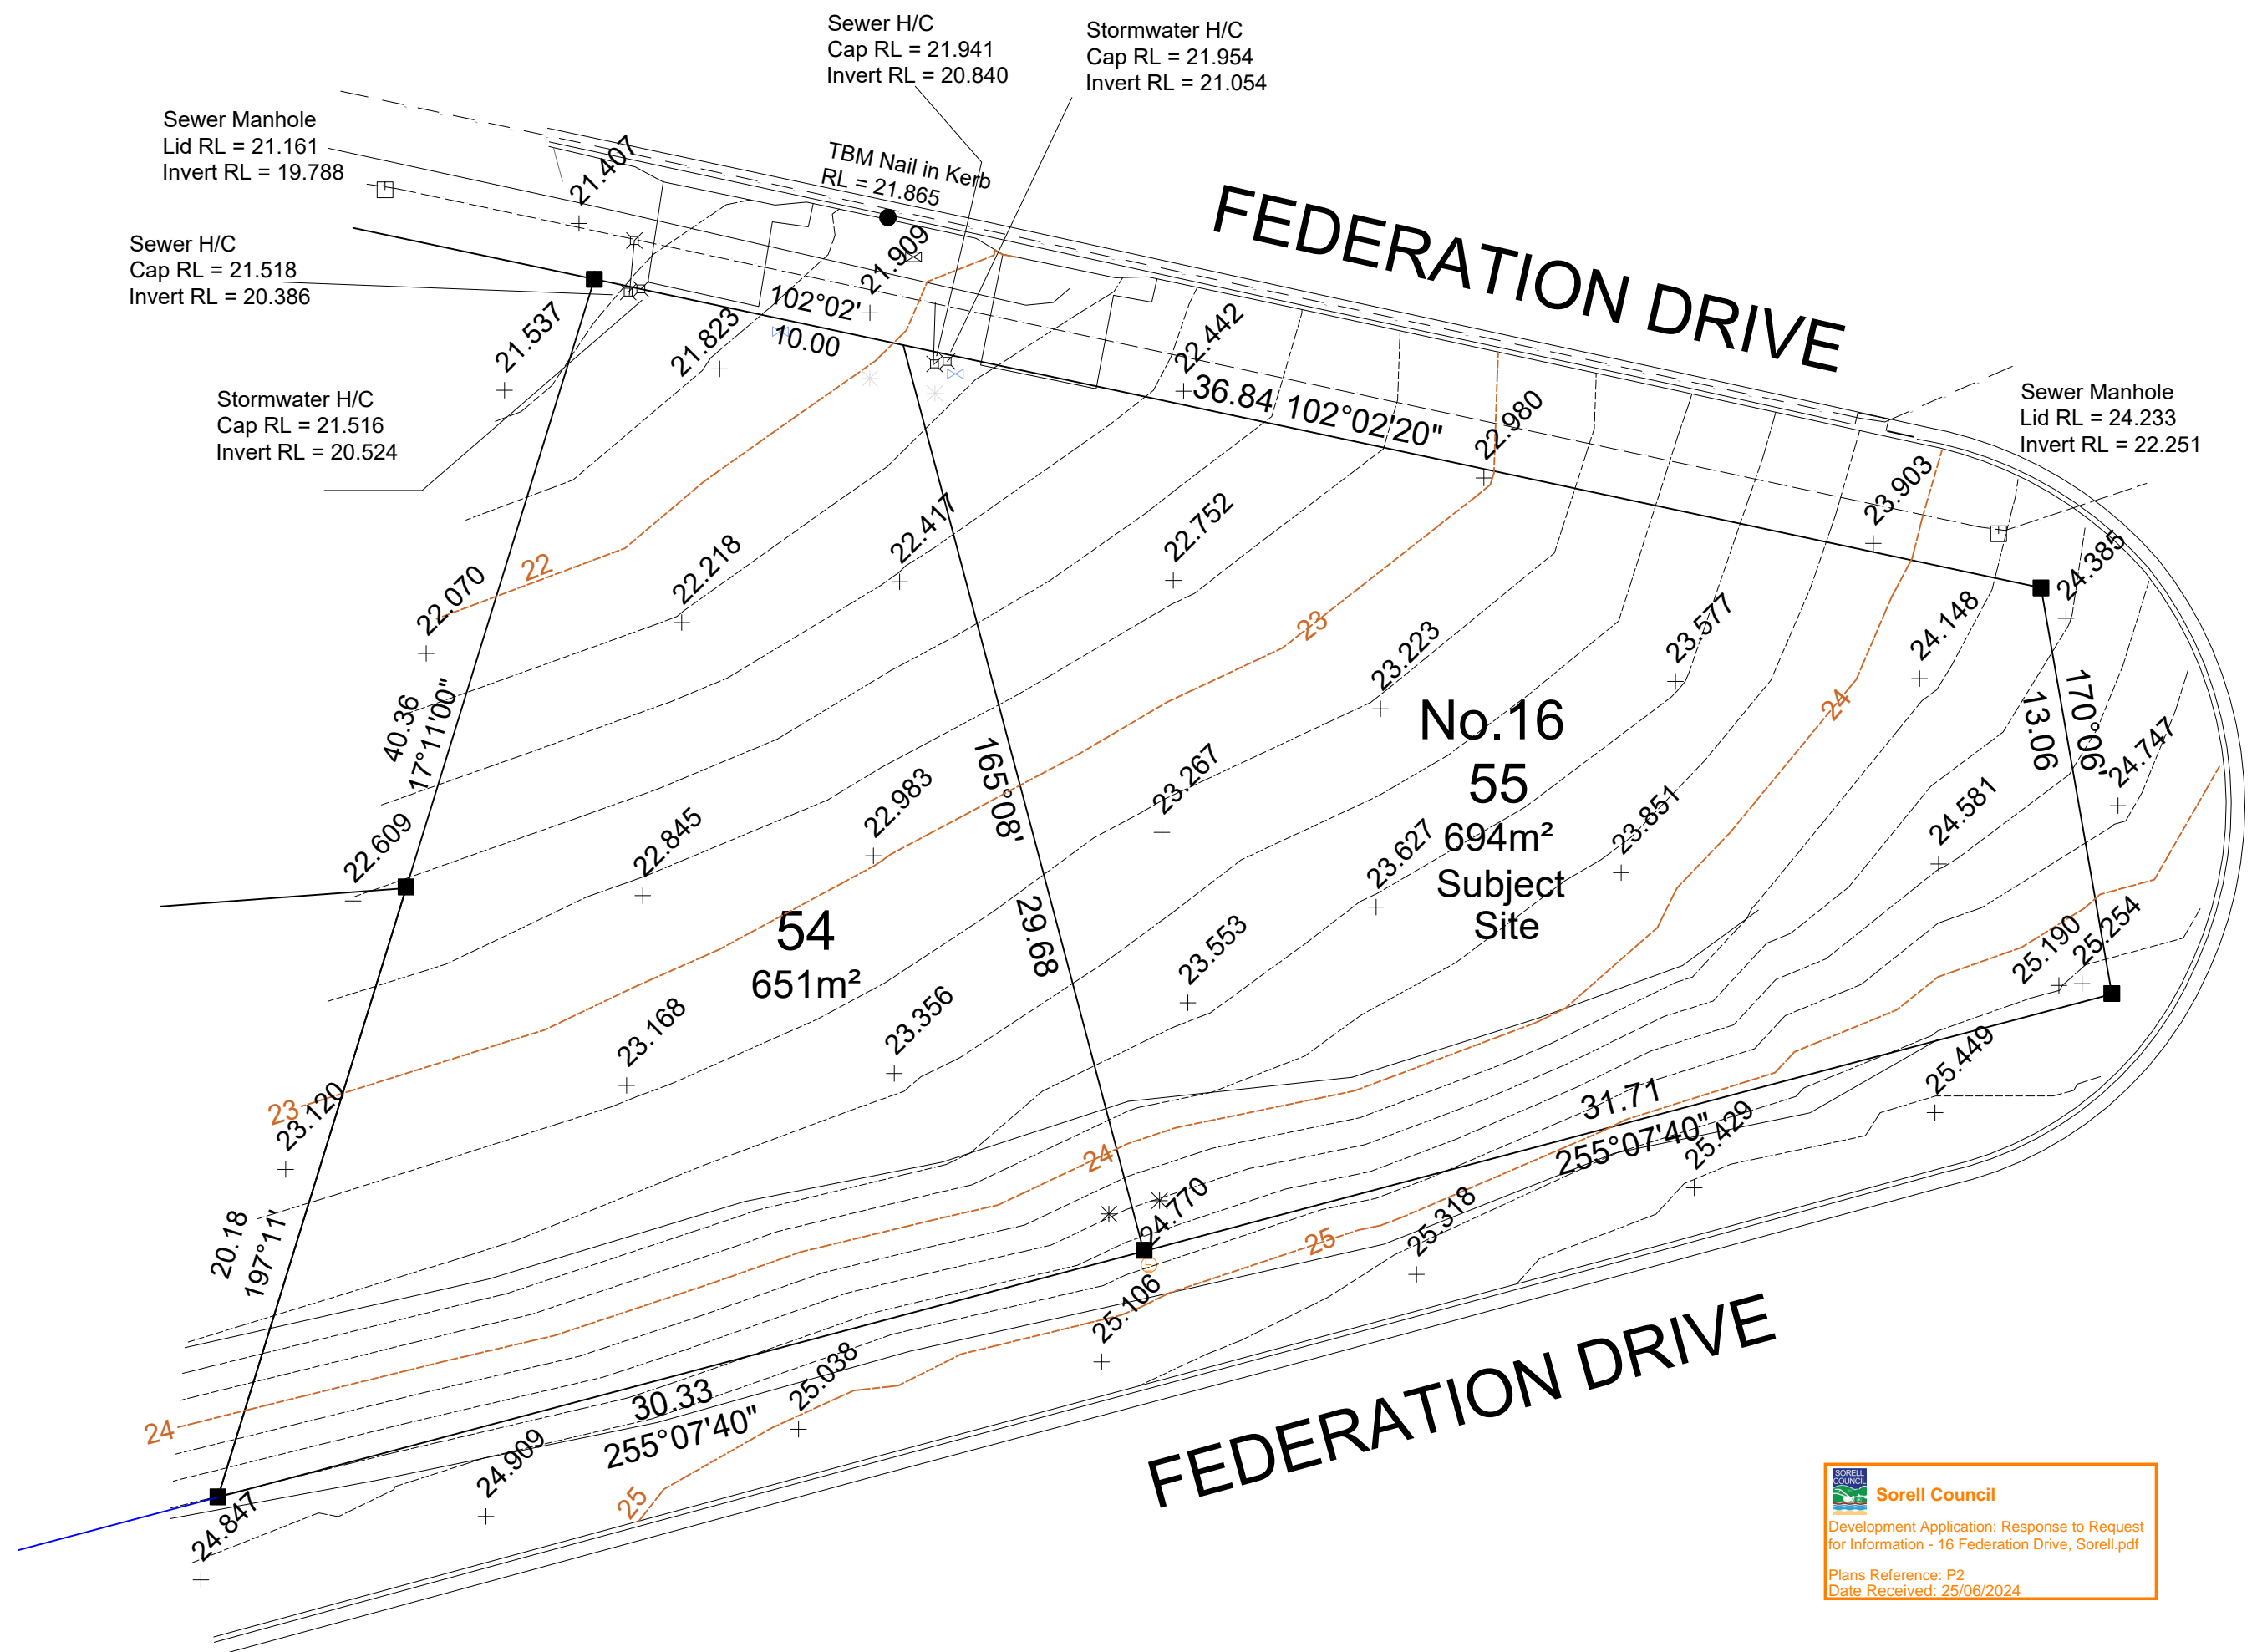 Sewer H/C
Cap RL = 21.941
Invert RL = 20.840
Stormwater H/C
Cap RL = 21.954
Invert RL = 21.054
Sewer Manhole
Lid RL = 21.161
Invert RL = 19.788
TBM Nail in Kerb
RL = 21.865
21.407
FEDERATION DRIVE
Sewer H/C
Cap RL = 21.518
Invert RL = 20.386
21.909
102°02'
10.00
21.537
21.823
22.442
36.84 102°02'20"
22.980
Sewer Manhole
Lid RL = 24.233
Invert RL = 22.251
Stormwater H/C
Cap RL = 21.516
Invert RL = 20.524
23.903
24.385
22
22.070
22.218
22.417
22.752
23
23.223
23.577
24.148
24
40.36
17°11'00"
165°08'
29.68
No.16
55
694m²
Subject
Site
170°06'
13.06
24.747
22.609
22.845
22.983
23.267
23.627
23.851
24.581
54
651m²
23.553
25.190
25.254
23.168
23.356
25.449
23
23.120
31.71
255°07'40"
25.429
24
24.770
25
25.318
20.18
197°11'
E
25.106
25.038
30.33
255°07'40"
24
24.909
25
24.847
FEDERATION DRIVE
SORELL
COUNCIL
Sorell Council
Development Application: Response to Request
for Information - 16 Federation Drive, Sorell.pdf
Plans Reference: P2
Date Received: 25/06/2024